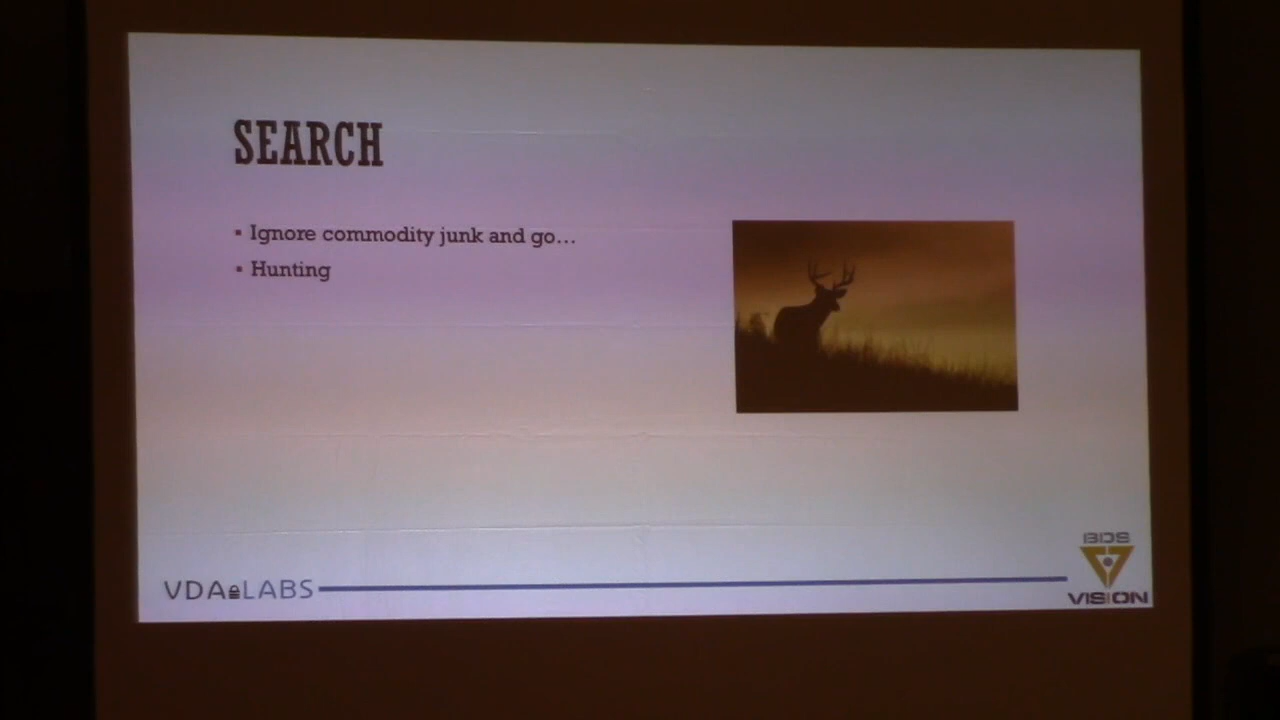 SEARCH
▪ Ignore commodity junk and go...
▪ Hunting
VDA LABS
BDS
VISION